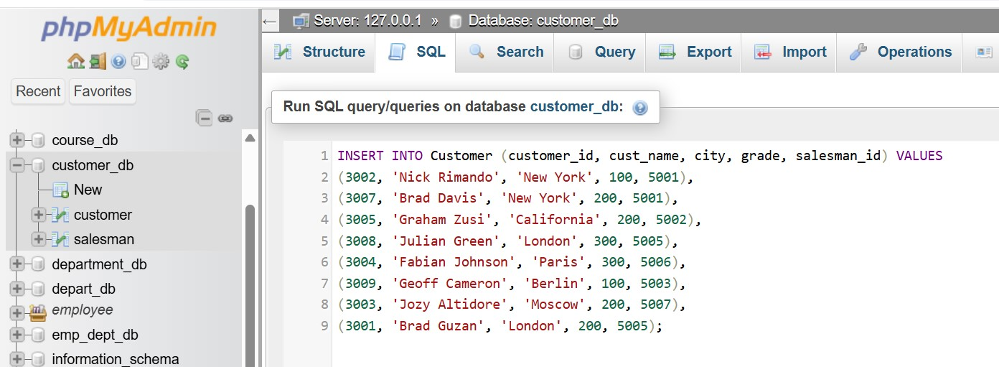 phpMyAdmin
Recent Favorites
course_db
customer_db
New
customer
salesman
department_db
depart_db
employee
emp_dept_db
information_schema
← Server: 127.0.0.1 » Database: customer_db
Structure SQL Search Query Export Import Operations
Run SQL query/queries on database customer_db:
1 INSERT INTO Customer (customer_id, cust_name, city, grade, salesman_id) VALUES
2 (3002, 'Nick Rimando', 'New York', 100, 5001),
3 (3007, 'Brad Davis', 'New York', 200, 5001),
4 (3005, 'Graham Zusi', 'California', 200, 5002),
5 (3008, 'Julian Green', 'London', 300, 5005),
6 (3004, 'Fabian Johnson', 'Paris', 300, 5006),
7 (3009, 'Geoff Cameron', 'Berlin', 100, 5003),
8 (3003, 'Jozy Altidore', 'Moscow', 200, 5007),
9 (3001, 'Brad Guzan', 'London', 200, 5005);